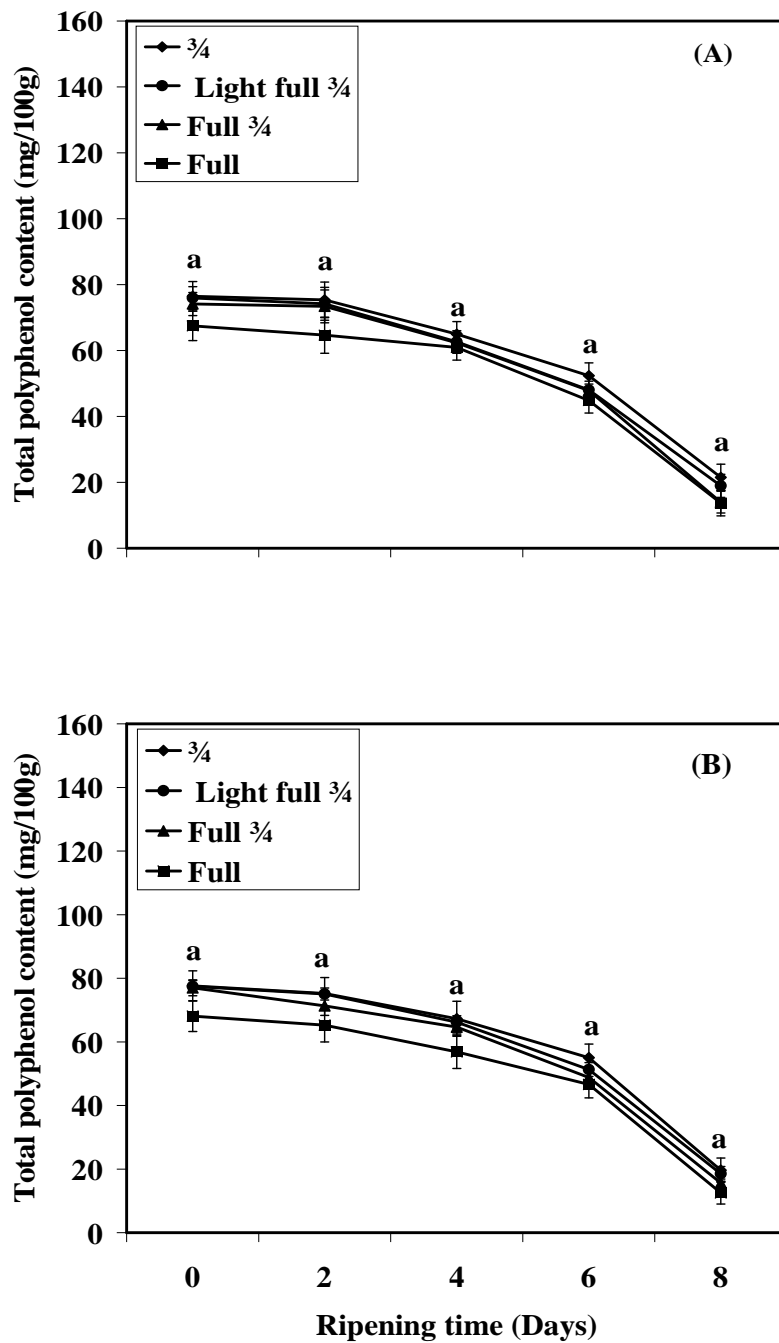 Total polyphenol content (mg/100g)
160
140
120
100
80
60
40
20
0
¾
Light full ¾
Full ¾
Full
(A)
a
a
a
a
a
Total polyphenol content (mg/100g)
160
140
120
100
80
60
40
20
0
¾
Light full ¾
Full ¾
Full
(B)
a
a
a
a
a
0 2 4 6 8
Ripening time (Days)